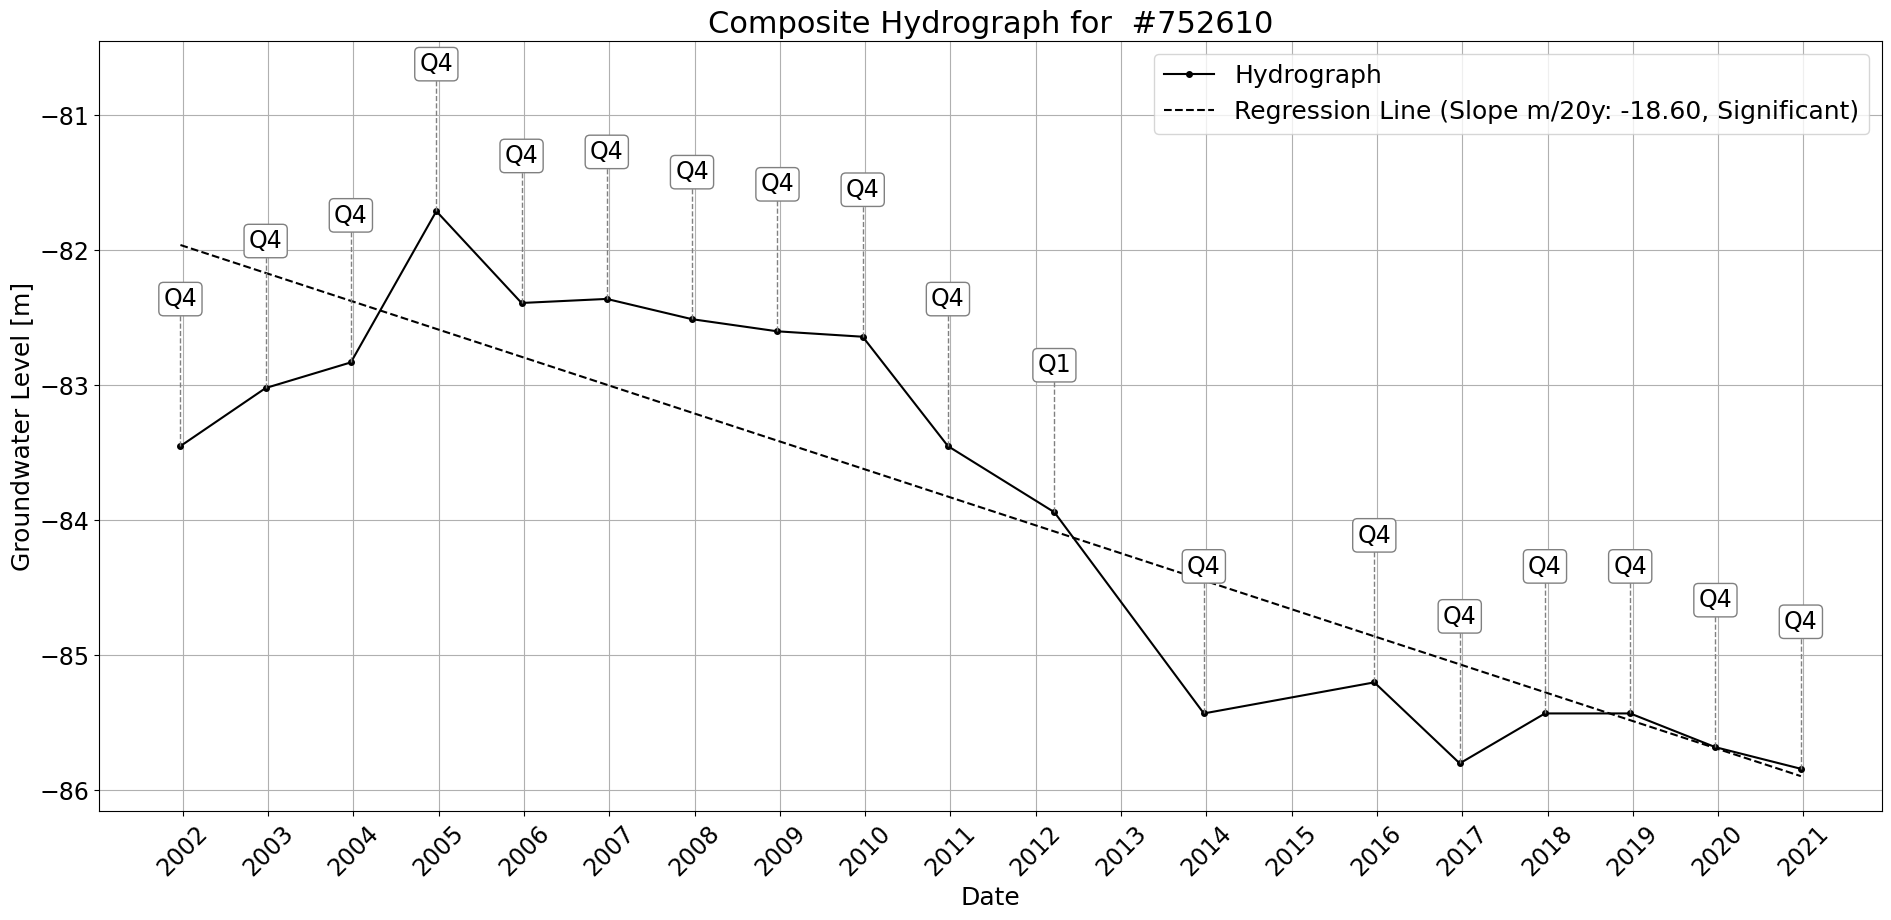 Composite Hydrograph for #752610
Hydrograph
Regression Line (Slope m/20y: -18.60, Significant)
Groundwater Level [m]
−81
−82
−83
−84
−85
−86
Q4
Q4
Q4
Q4
Q4
Q4
Q4
Q4
Q4
Q4
Q1
Q4
Q4
Q4
Q4
Q4
Q4
Q4
2002
2003
2004
2005
2006
2007
2008
2009
2010
2011
2012
2013
2014
2015
2016
2017
2018
2019
2020
2021
Date